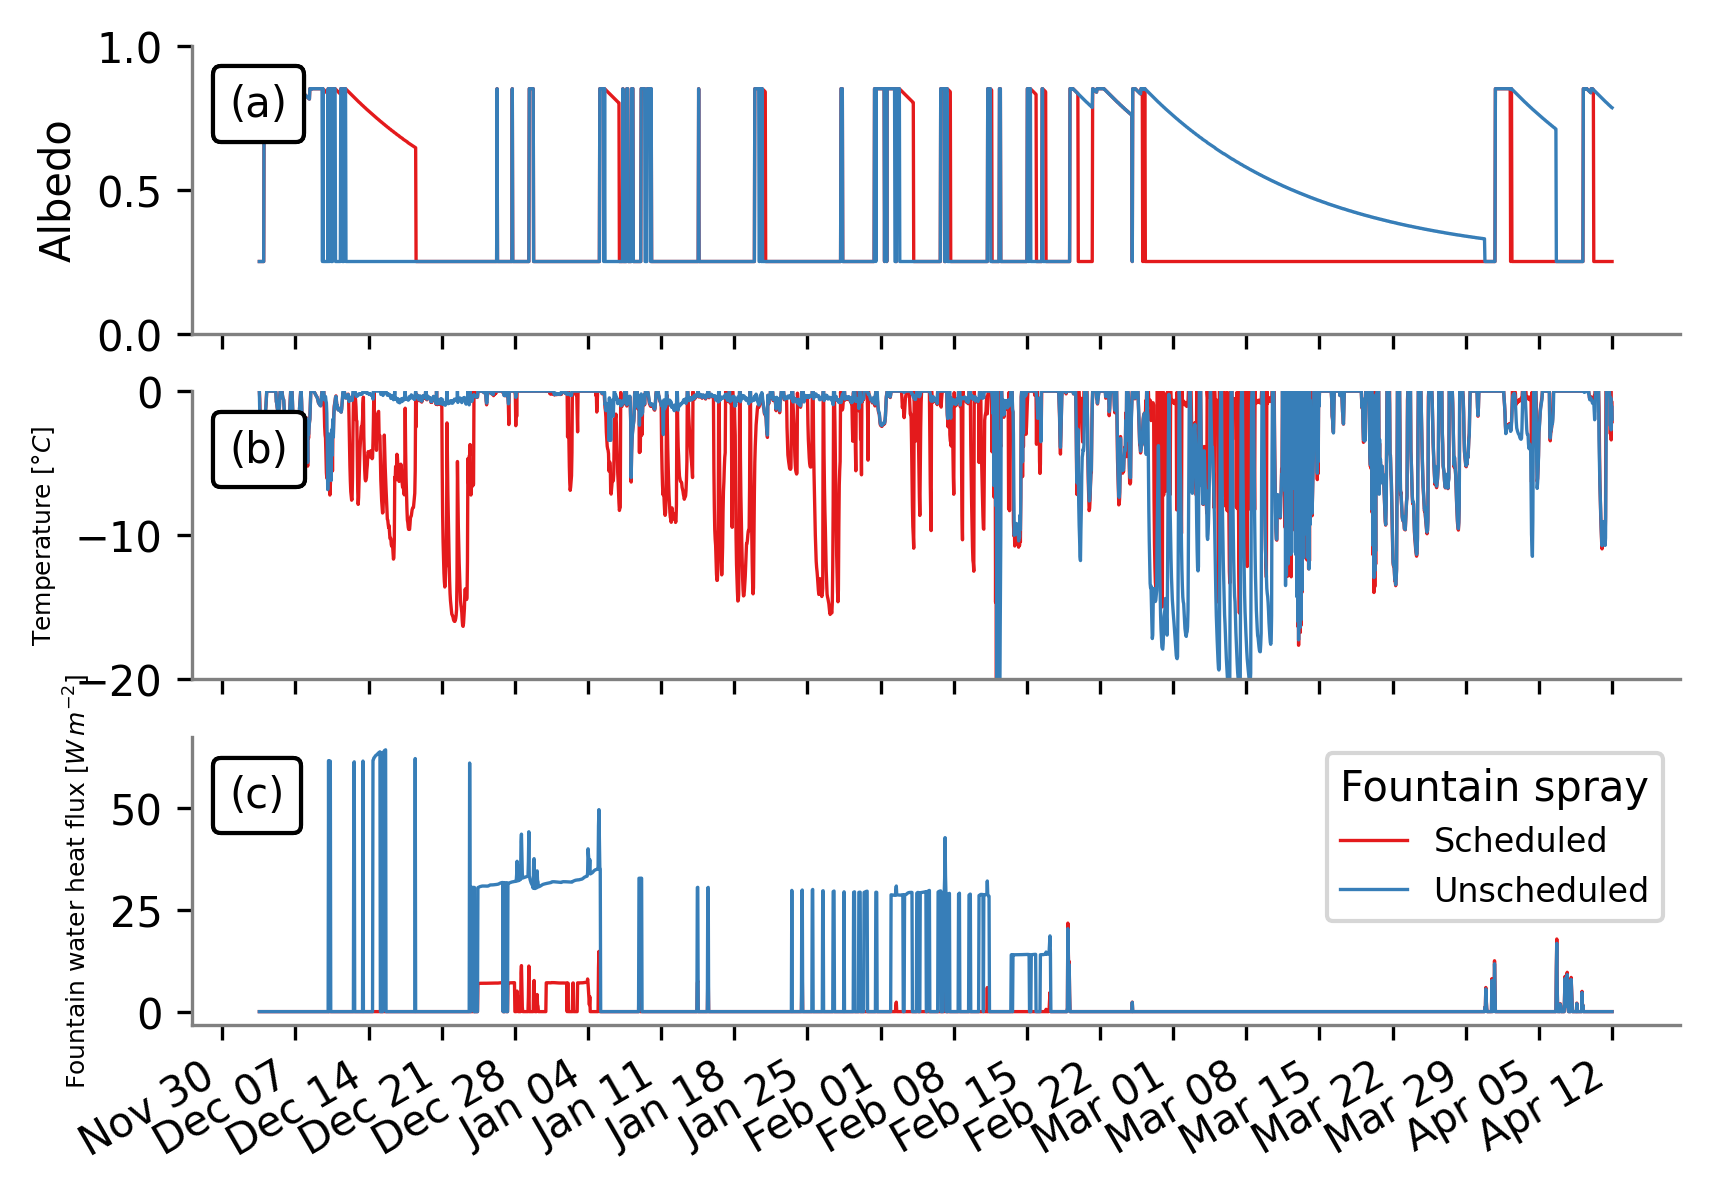 1.0
(a)
0.5
Albedo
0.0
0
(b)
−10
Temperature [°C]
−20
(c)
Fountain spray
50
Scheduled
Unscheduled
25
0
Fountain water heat flux [W m⁻²]
Nov 30
Dec 07
Dec 14
Dec 21
Dec 28
Jan 04
Jan 11
Jan 18
Jan 25
Feb 01
Feb 08
Feb 15
Feb 22
Mar 01
Mar 08
Mar 15
Mar 22
Mar 29
Apr 05
Apr 12